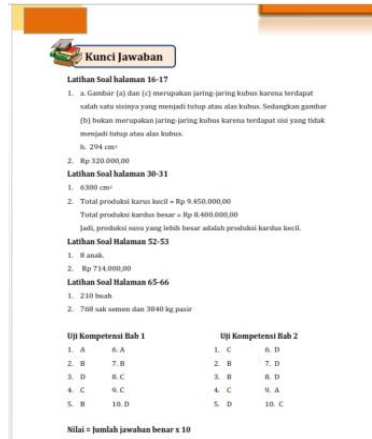 Kunci Jawaban
Latihan Soal halaman 16-17
1. a. Gambar (a) dan (c) merupakan jaring-jaring kubus karena terdapat
salah satu sisinya yang menjadi tutup atau alas kubus. Sedangkan gambar
(b) bukan merupakan jaring-jaring kubus karena terdapat sisi yang tidak
menjadi tutup atau alas kubus.
b. 294 cm²
2. Rp 320.000,00
Latihan Soal halaman 30-31
1. 6300 cm²
2. Total produksi karus kecil = Rp 9.450.000,00
Total produksi kardus besar = Rp 8.400.000,00
Jadi, produksi susu yang lebih besar adalah produksi kardus kecil.
Latihan Soal Halaman 52-53
1. 8 anak.
2. Rp 714.000,00
Latihan Soal Halaman 65-66
1. 210 buah
2. 768 sak semen dan 3840 kg pasir
Uji Kompetensi Bab 1
1. A 6. A
2. B 7. B
3. D 8. C
4. C 9. C
5. B 10. D
Uji Kompetensi Bab 2
1. C 6. D
2. B 7. D
3. B 8. D
4. C 9. A
5. D 10. C
Nilai = Jumlah jawaban benar x 10